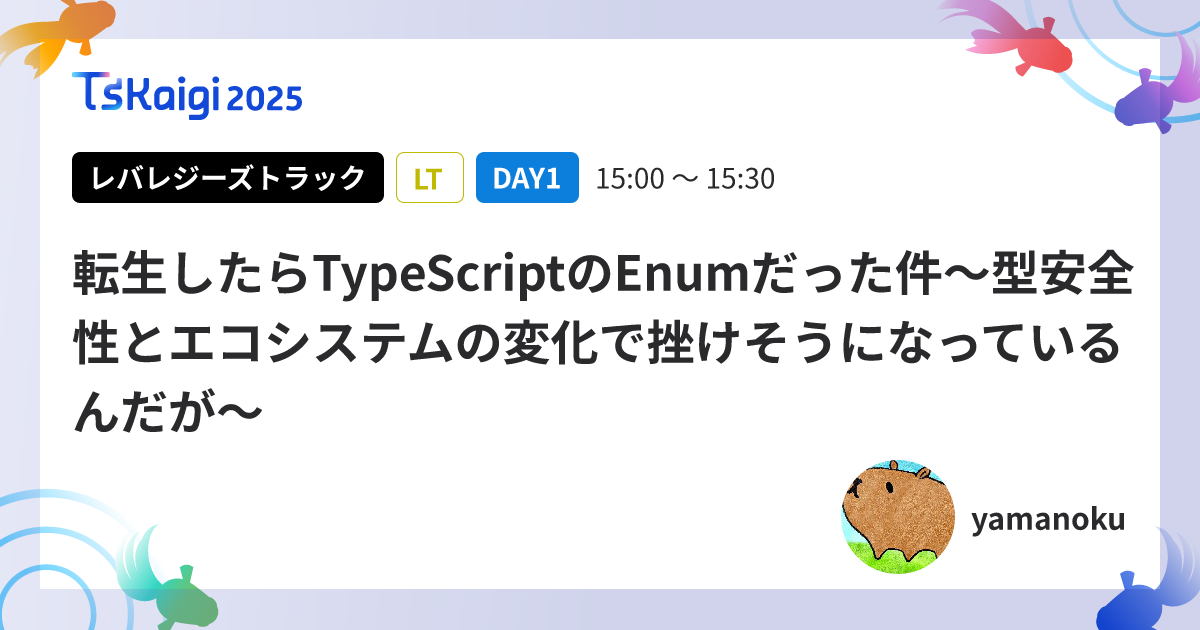 TSKaigi 2025
レバレジーズトラック LT DAY1 15:00 〜 15:30
転生したらTypeScriptのEnumだった件〜型安全
性とエコシステムの変化で挫けそうになっている
んだが〜
yamanoku